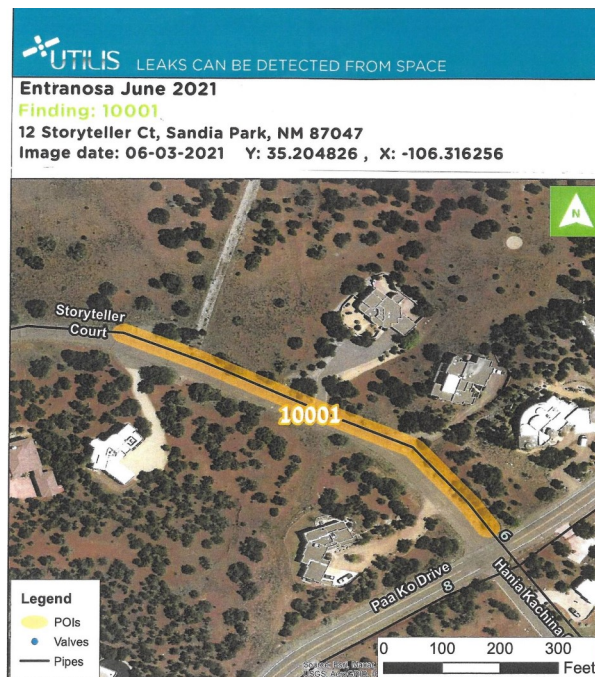 UTILIS LEAKS CAN BE DETECTED FROM SPACE
Entranosa June 2021
Finding: 10001
12 Storyteller Ct, Sandia Park, NM 87047
Image date: 06-03-2021 Y: 35.204826 , X: -106.316256
N
Storyteller
Court
10001
6
Paa Ko Drive
8
Hania Kachina
Legend
POIs
Valves
Pipes
0 100 200 300
Feet